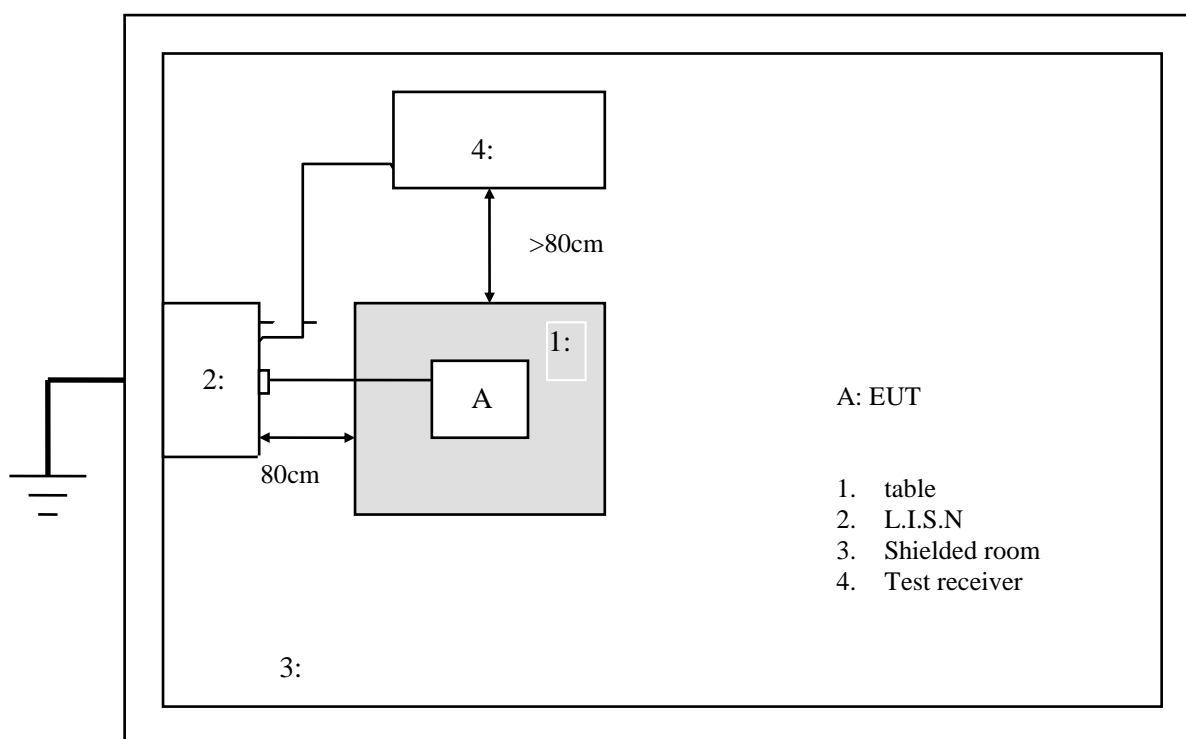 4:
>80cm
1:
2:
A
A: EUT
80cm
1. table
2. L.I.S.N
3. Shielded room
4. Test receiver
3: